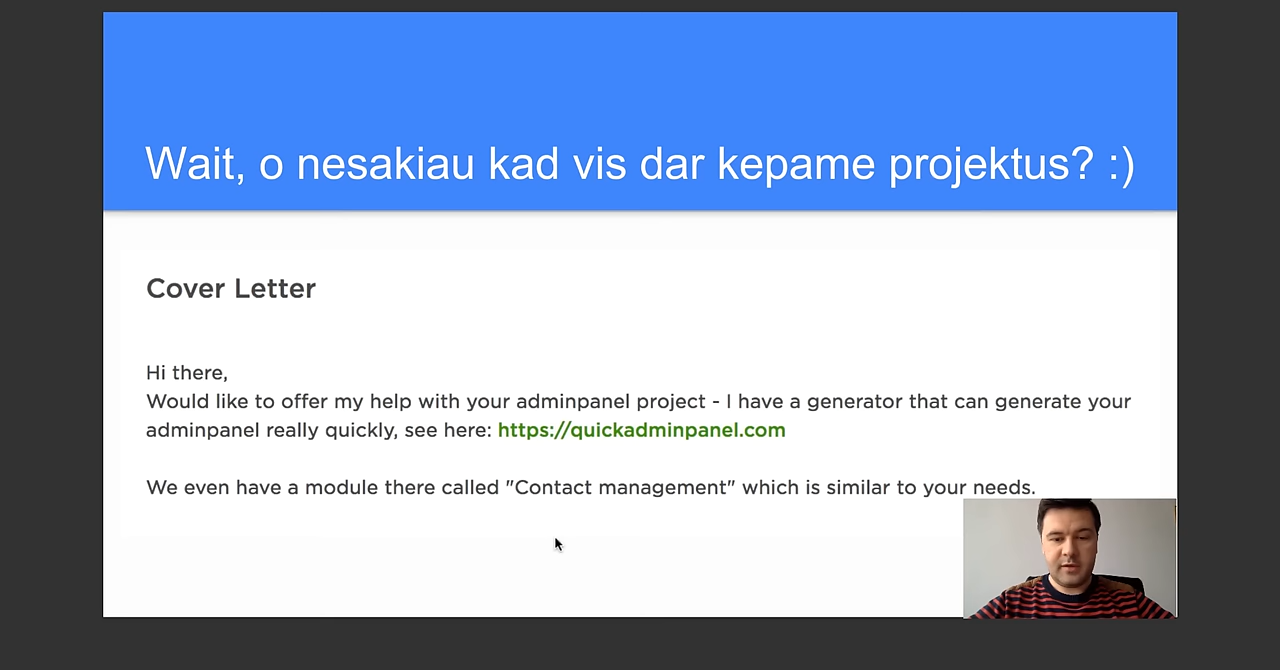 Wait, o nesakiau kad vis dar kepame projektus? :)
Cover Letter
Hi there,
Would like to offer my help with your adminpanel project - I have a generator that can generate your
adminpanel really quickly, see here: https://quickadminpanel.com
We even have a module there called "Contact management" which is similar to your needs.